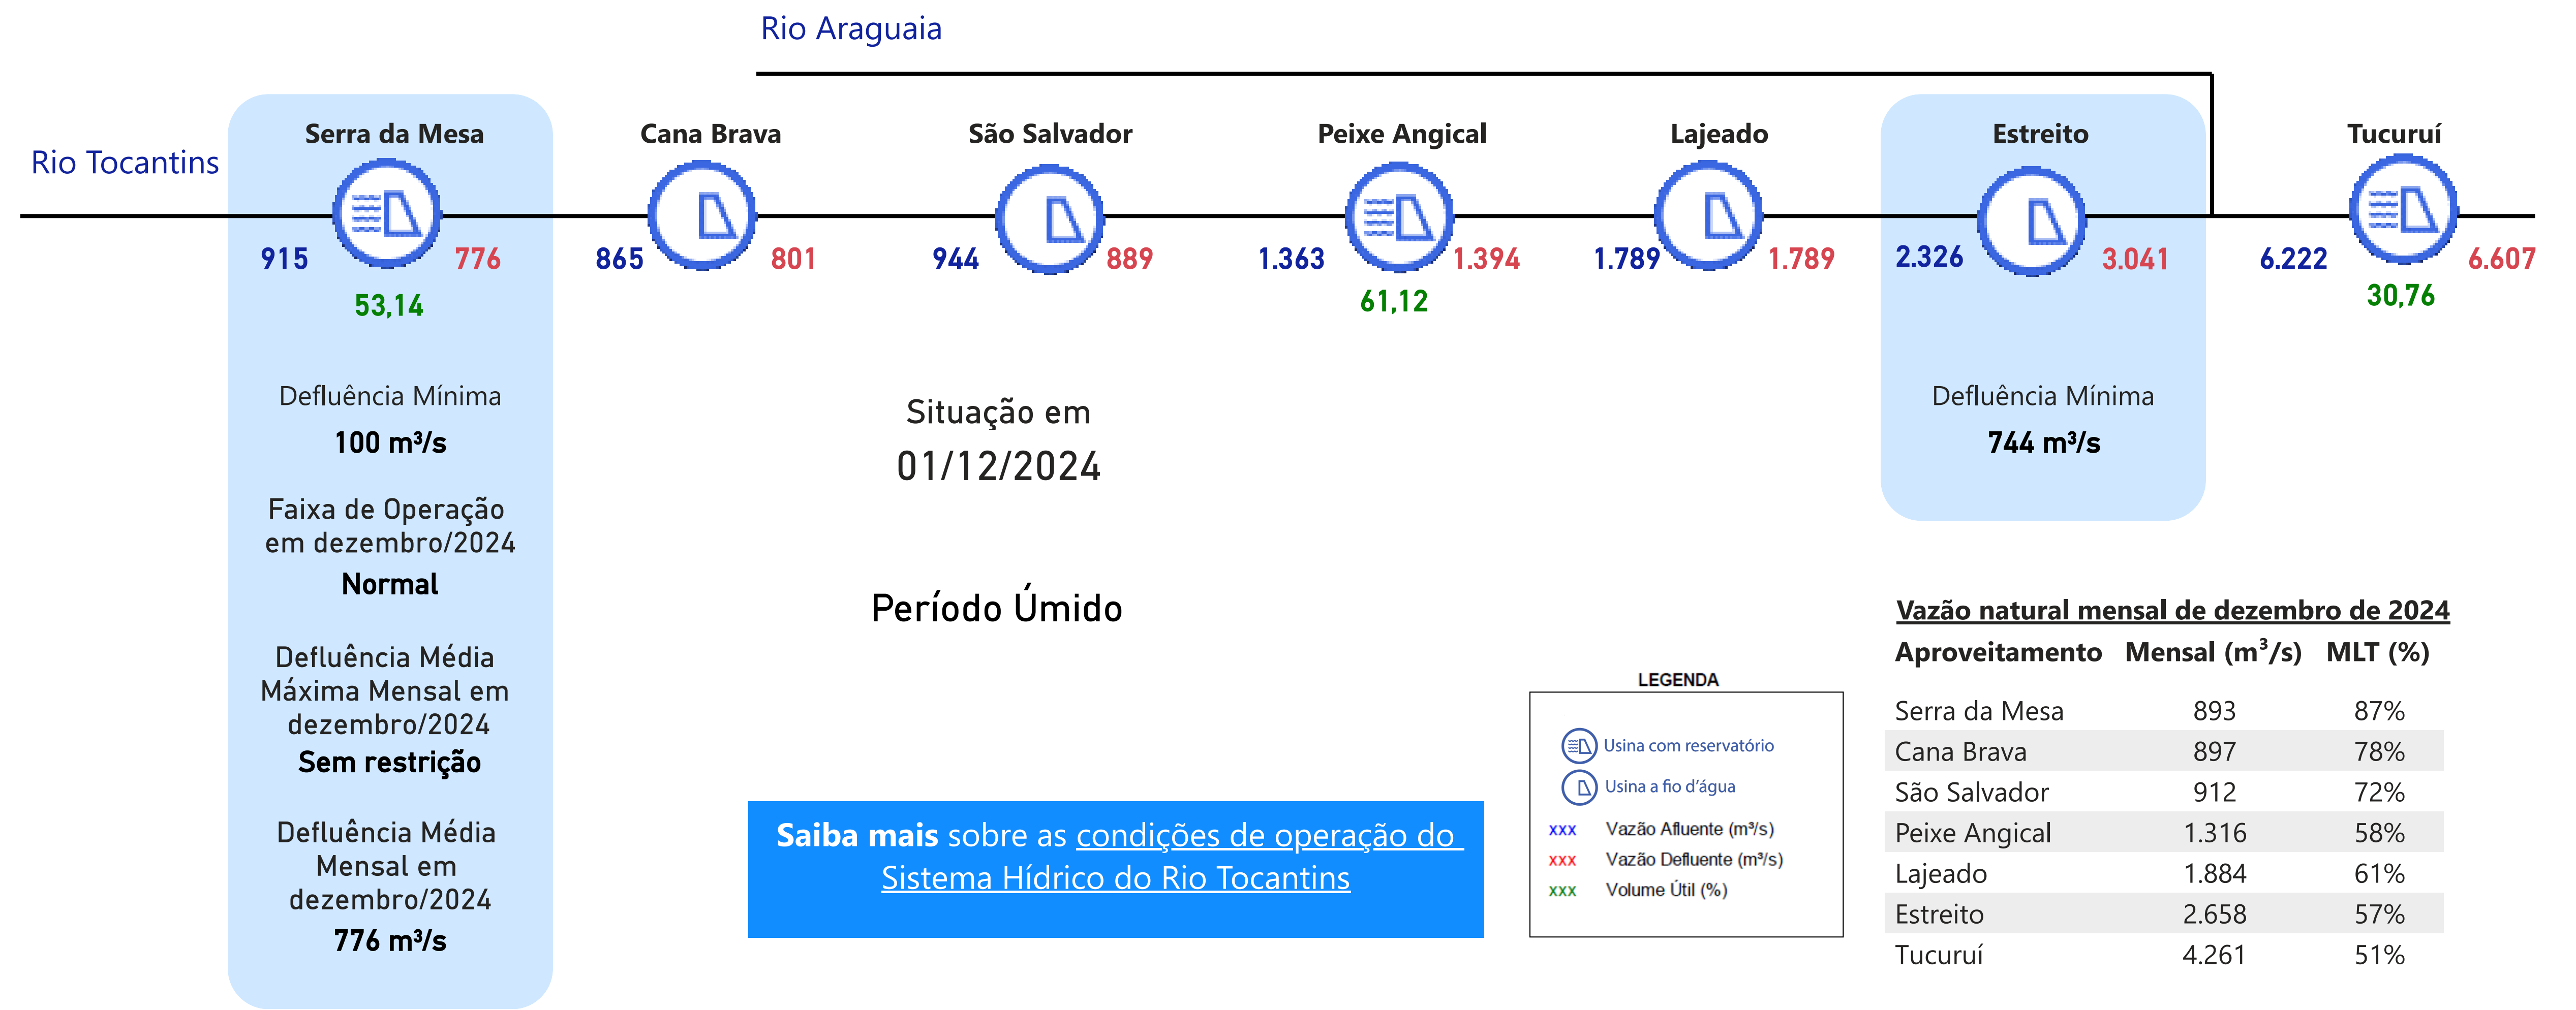 Rio Araguaia
Rio Tocantins
Serra da Mesa
Cana Brava
São Salvador
Peixe Angical
Lajeado
Estreito
Tucuruí
915
776
53,14
865
801
944
889
1.363
1.394
61,12
1.789
1.789
2.326
3.041
6.222
6.607
30,76
Defluência Mínima
100 m³/s
Faixa de Operação
em dezembro/2024
Normal
Defluência Média
Máxima Mensal em
dezembro/2024
Sem restrição
Defluência Média
Mensal em
dezembro/2024
776 m³/s
Situação em
01/12/2024
Período Úmido
Defluência Mínima
744 m³/s
Saiba mais sobre as condições de operação do
Sistema Hídrico do Rio Tocantins
LEGENDA
Usina com reservatório
Usina a fio d’água
xxx Vazão Afluente (m³/s)
xxx Vazão Defluente (m³/s)
xxx Volume Útil (%)
Vazão natural mensal de dezembro de 2024
Aproveitamento Mensal (m³/s) MLT (%)
Serra da Mesa 893 87%
Cana Brava 897 78%
São Salvador 912 72%
Peixe Angical 1.316 58%
Lajeado 1.884 61%
Estreito 2.658 57%
Tucuruí 4.261 51%